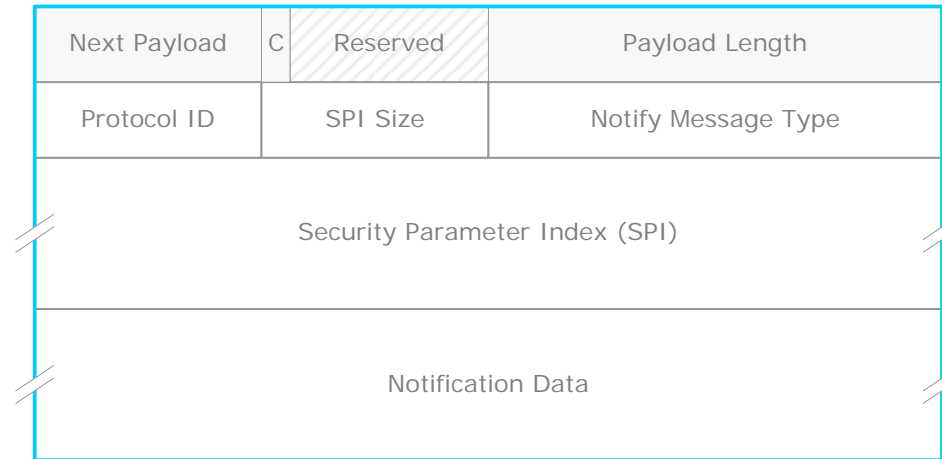 Next Payload C Reserved Payload Length
Protocol ID SPI Size Notify Message Type
Security Parameter Index (SPI)
Notification Data